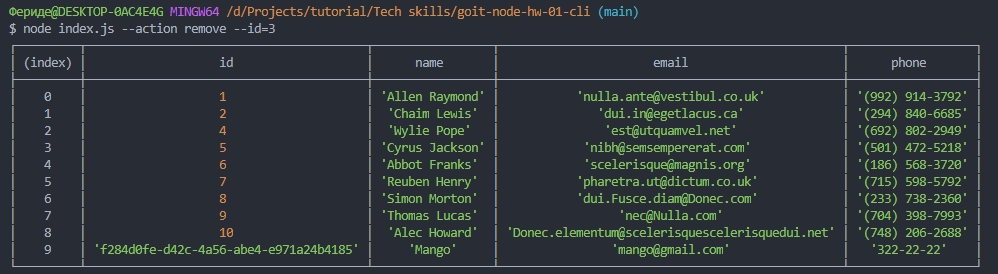 Фериде@DESKTOP-0AC4E4G MINGW64 /d/Projects/tutorial/Tech skills/goit-node-hw-01-cli (main)
$ node index.js --action remove --id=3
(index) id name email phone
0 1 'Allen Raymond' 'nulla.ante@vestibul.co.uk' '(992) 914-3792'
1 2 'Chaim Lewis' 'dui.in@egetlacus.ca' '(294) 840-6685'
2 4 'Wylie Pope' 'est@utquamvel.net' '(692) 802-2949'
3 5 'Cyrus Jackson' 'nibh@semsempererat.com' '(501) 472-5218'
4 6 'Abbot Franks' 'scelerisque@magnis.org' '(186) 568-3720'
5 7 'Reuben Henry' 'pharetra.ut@dictum.co.uk' '(715) 598-5792'
6 8 'Simon Morton' 'dui.Fusce.diam@Donec.com' '(233) 738-2360'
7 9 'Thomas Lucas' 'nec@Nulla.com' '(704) 398-7993'
8 10 'Alec Howard' 'Donec.elementum@scelerisquescelerisquedui.net' '(748) 206-2688'
9 'f284d0fe-d42c-4a56-abe4-e971a24b4185' 'Mango' 'mango@gmail.com' '322-22-22'